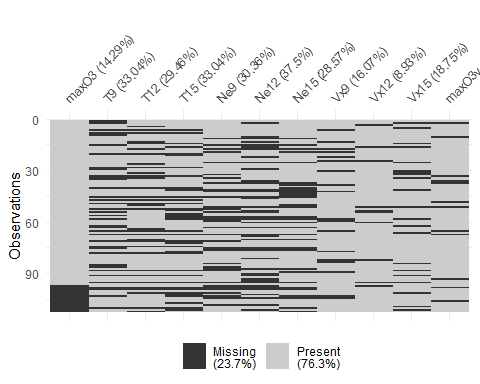 maxO3 (14.29%)
T9 (33.04%)
T12 (29.46%)
T15 (33.04%)
Ne9 (30.36%)
Ne12 (37.5%)
Ne15 (28.57%)
Vx9 (16.07%)
Vx12 (8.93%)
Vx15 (18.75%)
maxO3v
0
30
60
90
Observations
Missing
(23.7%)
Present
(76.3%)